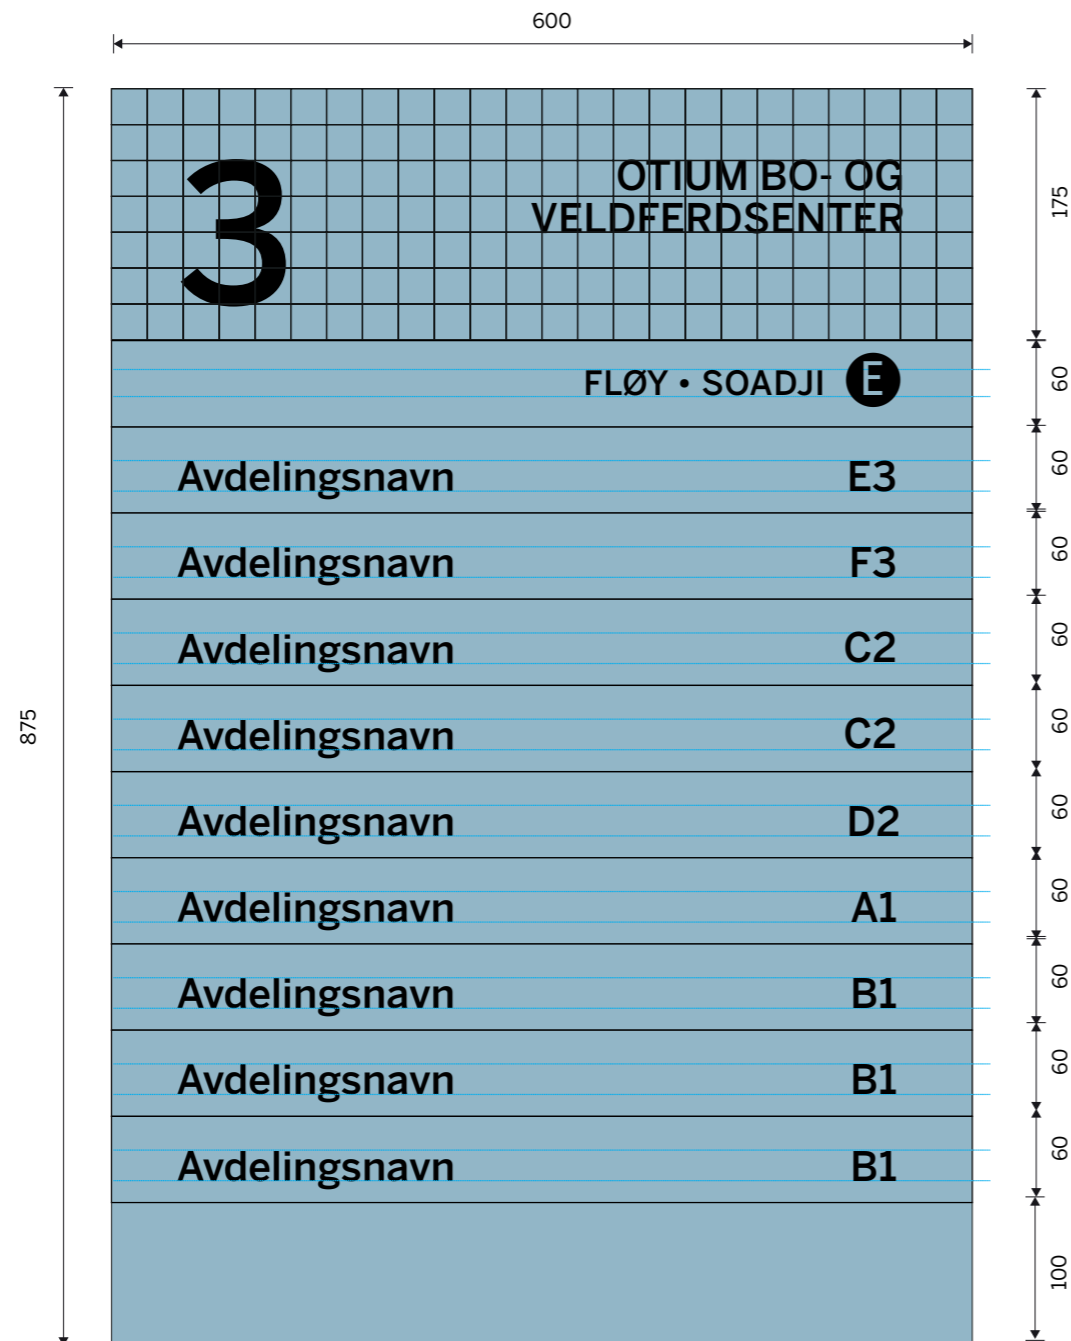 600
3
OTIUM BO- OG
VELDFERDSENTER
175
FLØY • SOADJI E
60
Avdelingsnavn E3
60
Avdelingsnavn F3
60
Avdelingsnavn C2
60
Avdelingsnavn C2
60
875
Avdelingsnavn D2
60
Avdelingsnavn A1
60
Avdelingsnavn B1
60
Avdelingsnavn B1
60
Avdelingsnavn B1
60
100